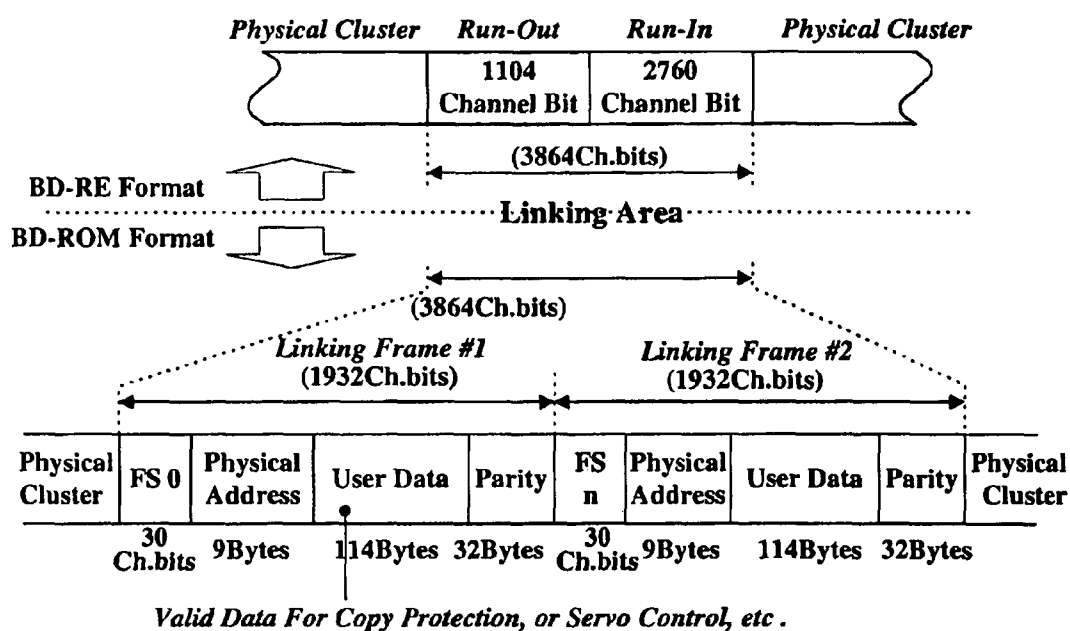 Physical Cluster Run-Out Run-In Physical Cluster
1104 Channel Bit 2760 Channel Bit
(3864Ch.bits)
BD-RE Format
Linking Area
BD-ROM Format
(3864Ch.bits)
Linking Frame #1 Linking Frame #2
(1932Ch.bits) (1932Ch.bits)
Physical Cluster FS 0 Physical Address User Data Parity FS n Physical Address User Data Parity Physical Cluster
30 Ch.bits 9Bytes 114Bytes 32Bytes 30 Ch.bits 9Bytes 114Bytes 32Bytes
Valid Data For Copy Protection, or Servo Control, etc .